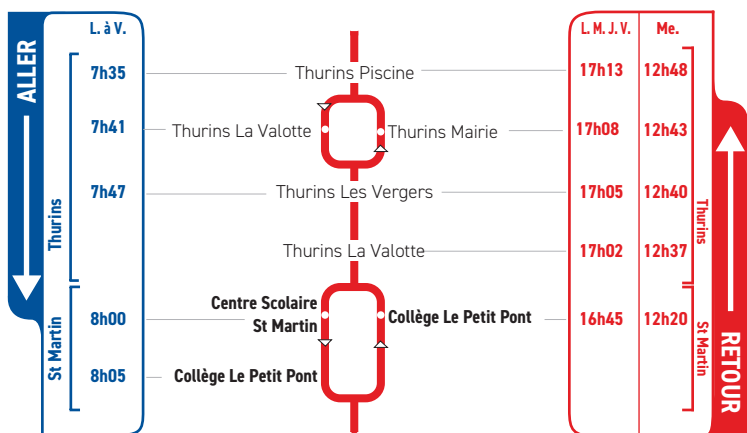 ALLER
L. à V.
L. M. J. V. Me.
7h35 Thurins Piscine 17h13 12h48
7h41 Thurins La Valotte Thurins Mairie 17h08 12h43
7h47 Thurins Les Vergers 17h05 12h40
Thurins La Valotte 17h02 12h37
Thurins
Thurins
8h00 Centre Scolaire
St Martin Collège Le Petit Pont 16h45 12h20
8h05 Collège Le Petit Pont
St Martin
St Martin
RETOUR